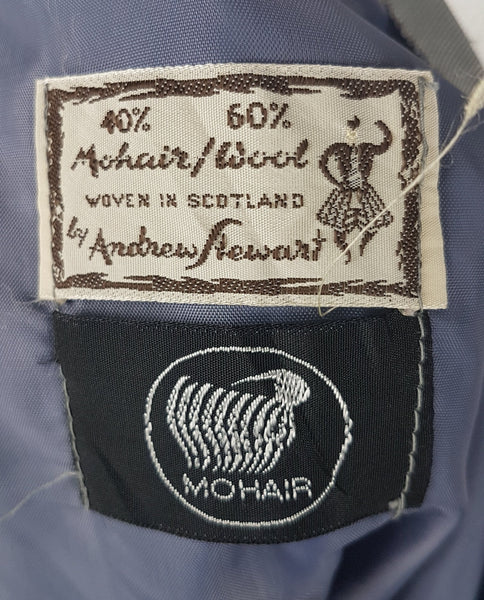 40% 60%
Mohair/Wool
WOVEN IN SCOTLAND
by Andrew Stewart
MOHAIR